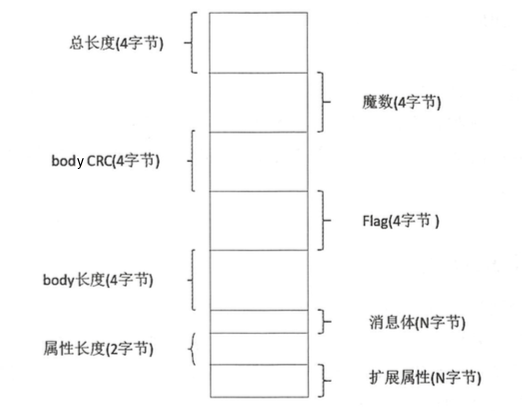 总长度(4字节)
魔数(4字节)
body CRC(4字节)
Flag(4字节 )
body长度(4字节)
消息体(N字节)
属性长度(2字节)
扩展属性(N字节)